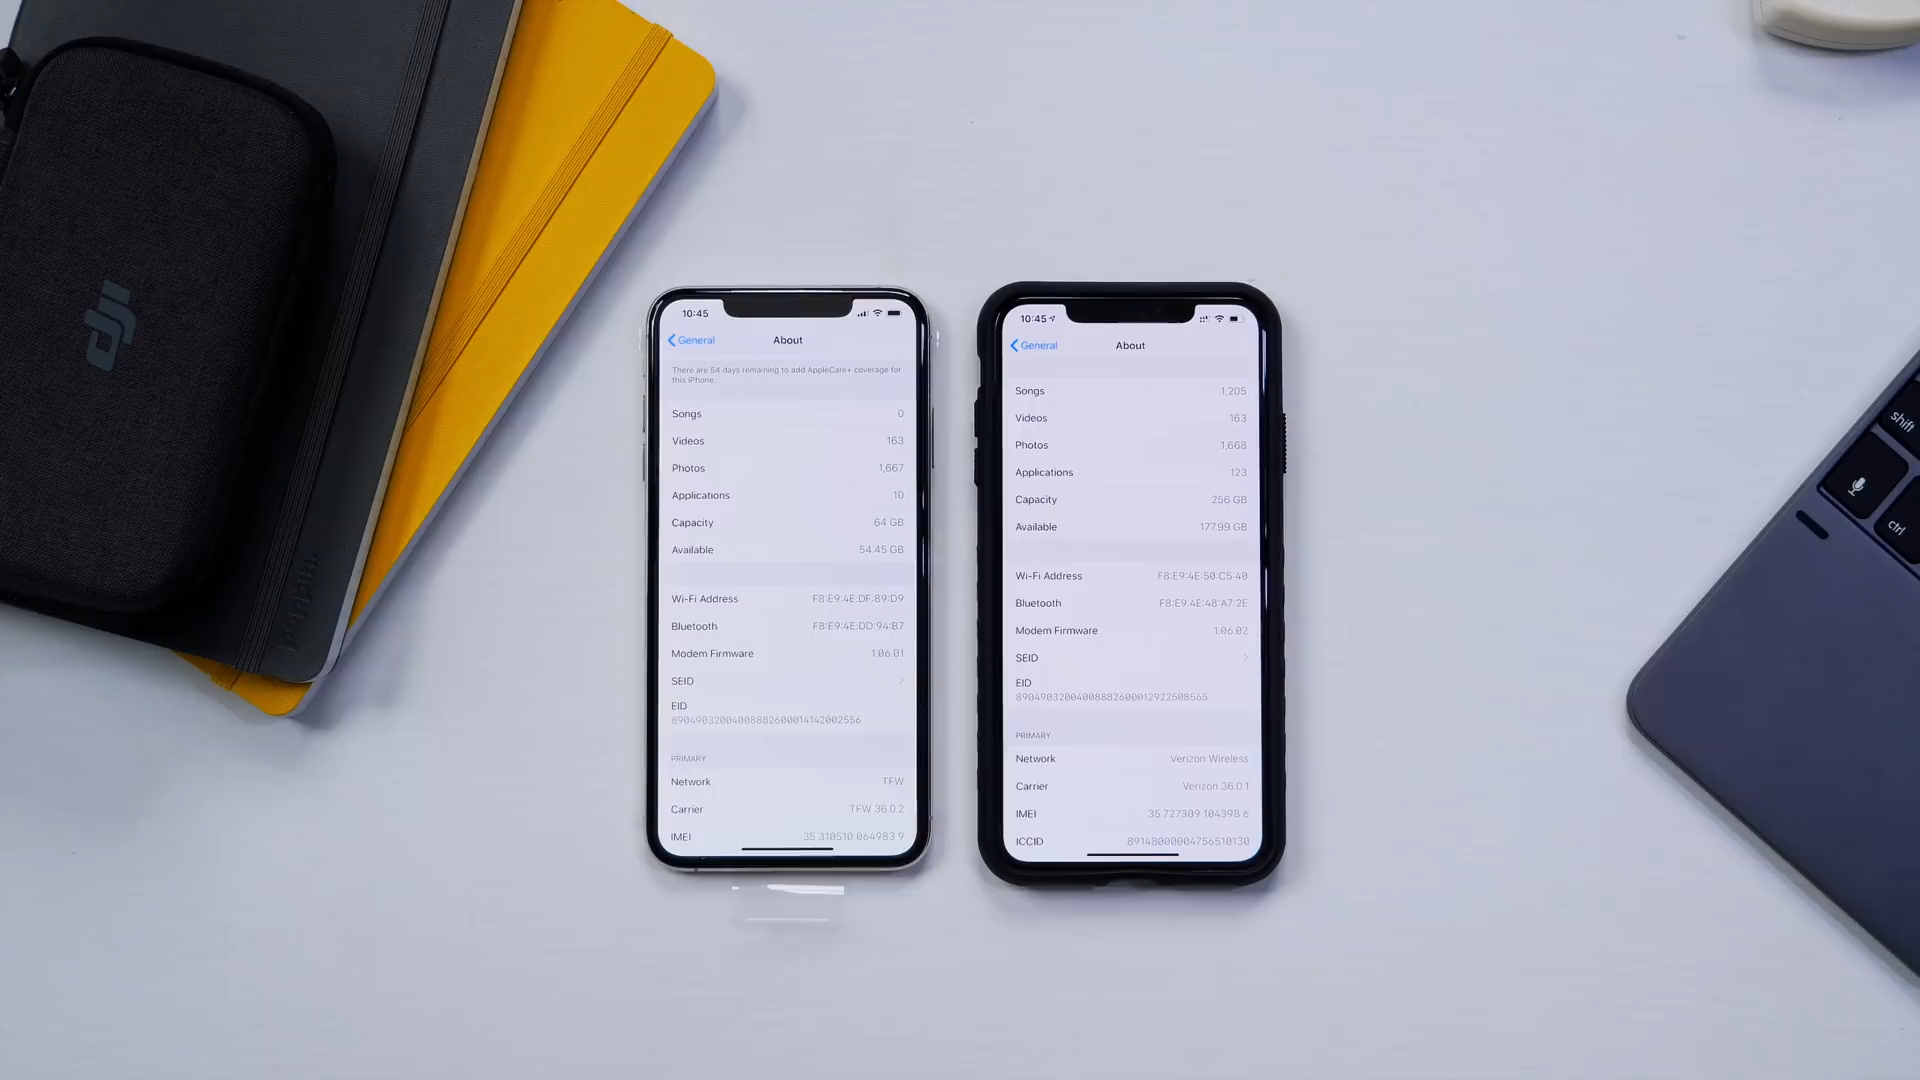 dji
10:45
General
About
There are 54 days remaining to add AppleCare+ coverage for
this iPhone.
Songs 0
Videos 163
Photos 1,667
Applications 10
Capacity 64 GB
Available 54.45 GB
Wi-Fi Address F8:E9:4E:DF:89:D9
Bluetooth F8:E9:4E:DD:94:B7
Modem Firmware 1.06.01
SEID
EID
89049032004008882600014142002556
PRIMARY
Network TFW
Carrier TFW 36.0.2
IMEI 35 310510 064983 9
10:45
General
About
Songs 1,205
Videos 163
Photos 1,668
Applications 123
Capacity 256 GB
Available 177.99 GB
Wi-Fi Address F8:E9:4E:50:C5:40
Bluetooth F8:E9:4E:48:A7:2E
Modem Firmware 1.06.02
SEID
EID
89049032004008882600012922508565
PRIMARY
Network Verizon Wireless
Carrier Verizon 36.0.1
IMEI 35 727309 104398 6
ICCID 89148000004756510130
shift
ctrl